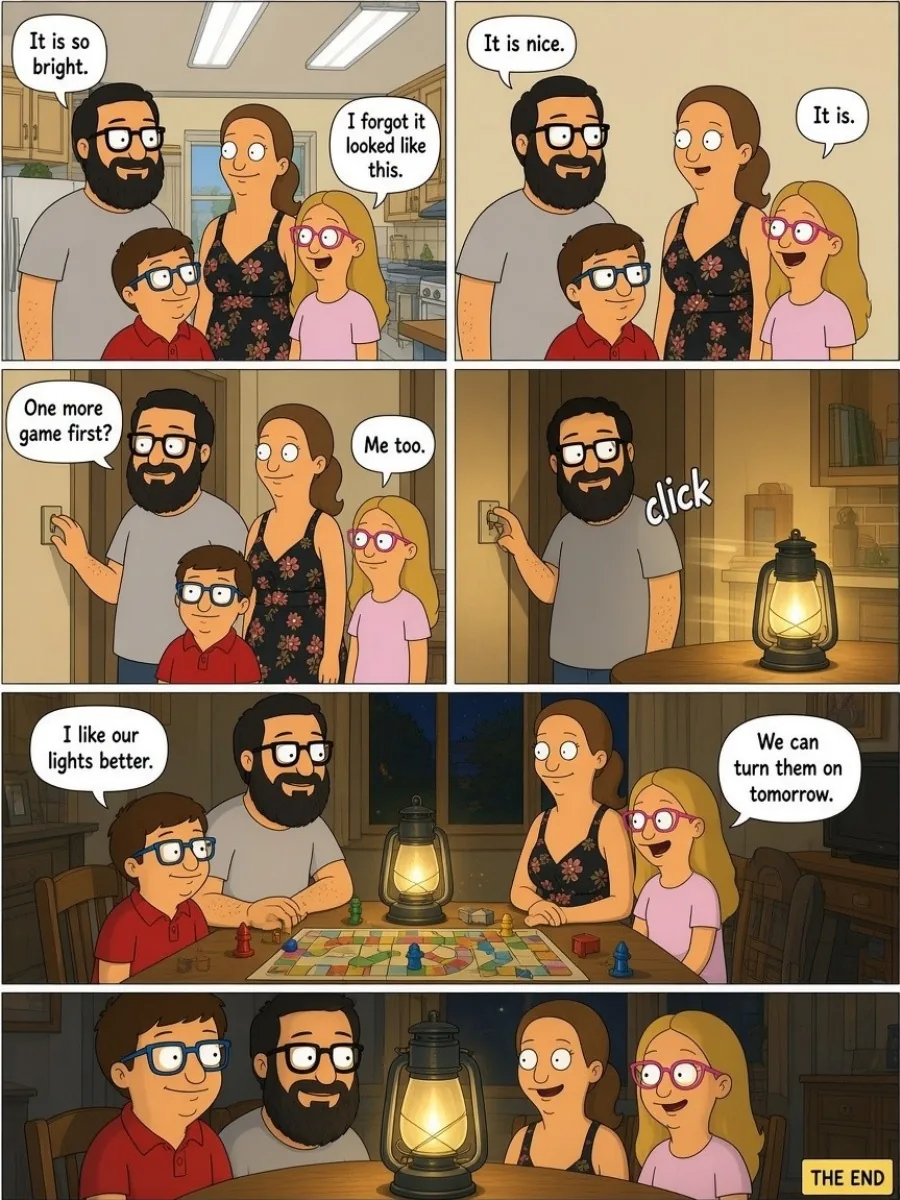 It is so
bright.
I forgot it
looked like
this.
It is nice.
It is.
One more
game first?
Me too.
click
I like our
lights better.
We can
turn them on
tomorrow.
THE END